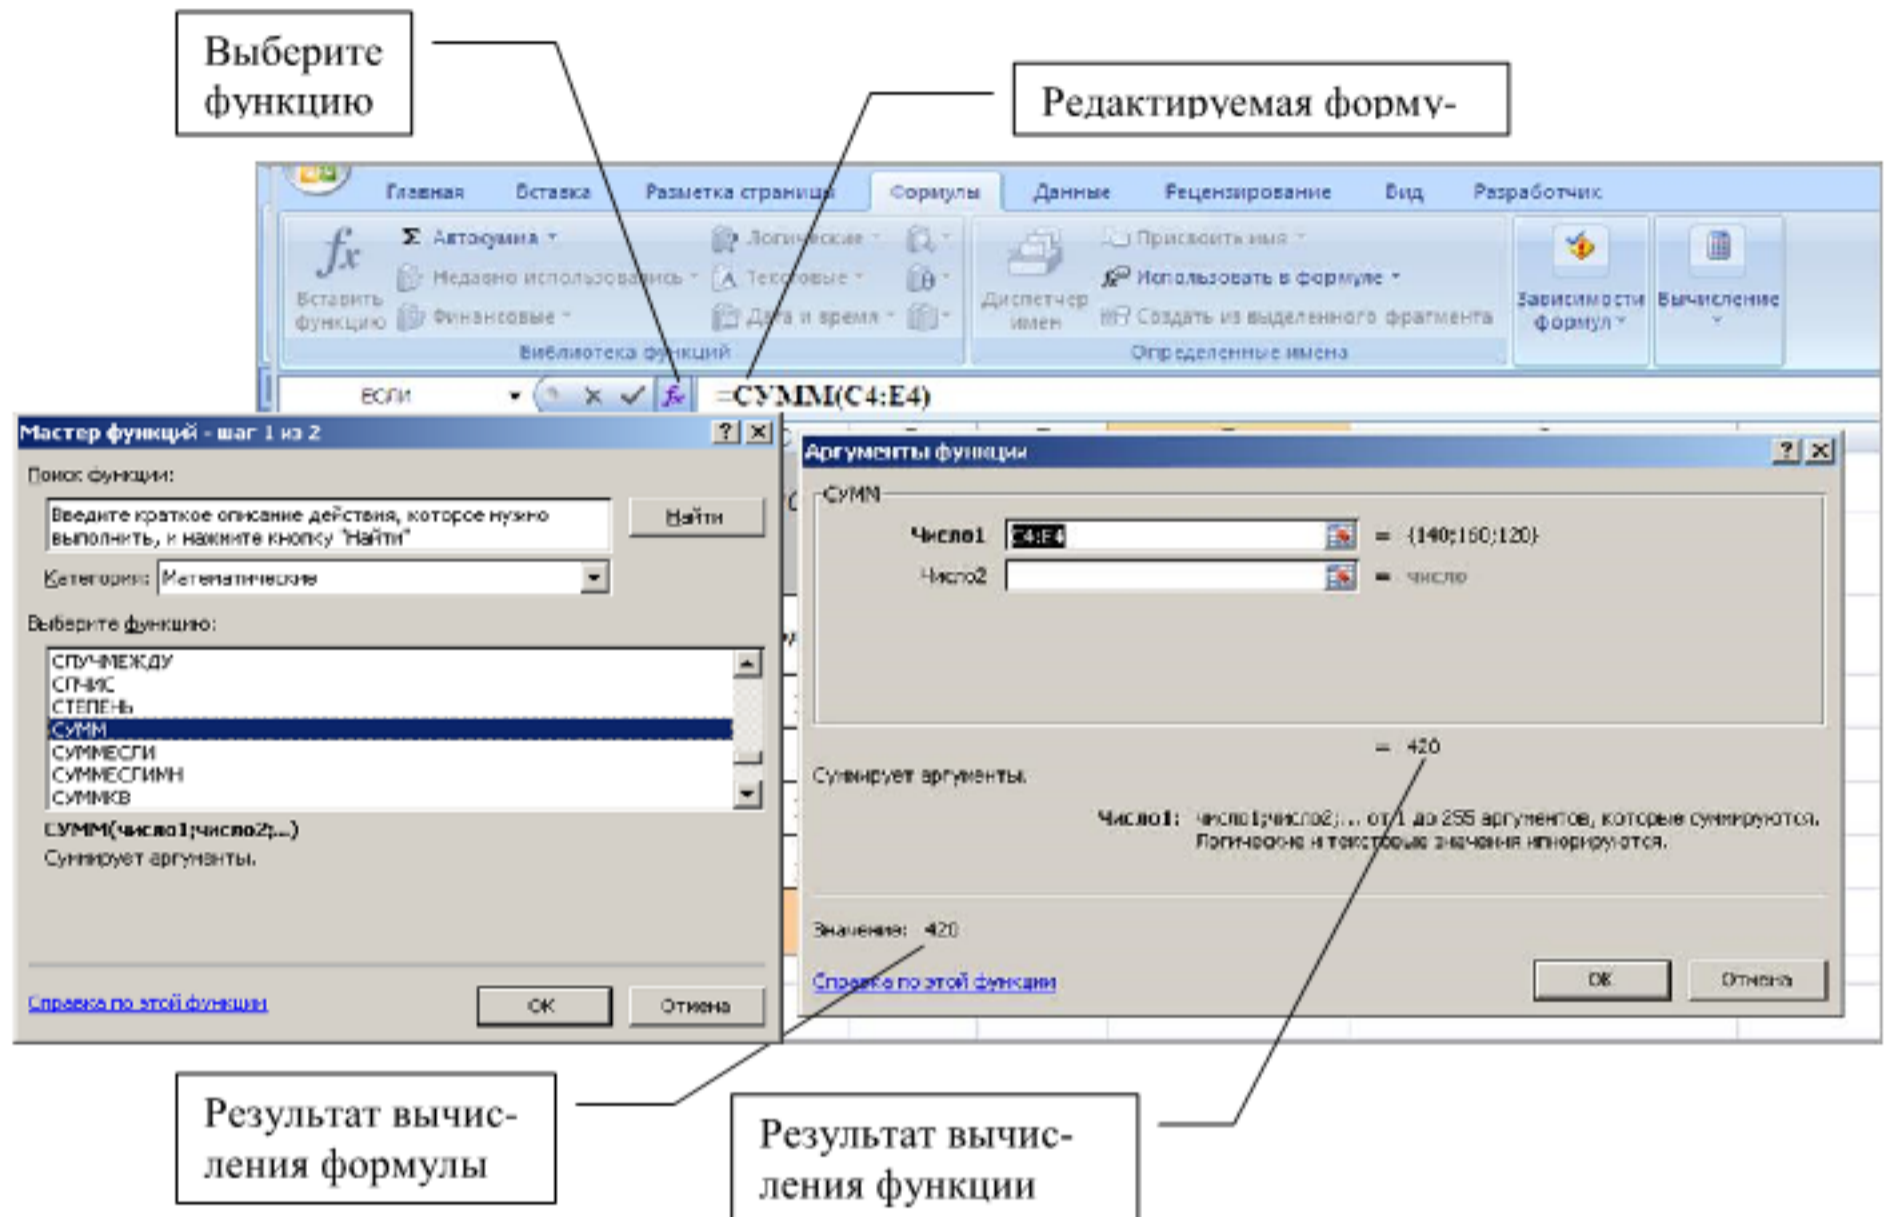 Выберите
функцию
Редактируемая форму-
Главная Вставка Разметка страницы Формулы Данные Рецензирование Вид Разработчик
fx
Вставить
функцию
Σ Автосумма
Недавно использовались
Финансовые
Логические
Текстовые
Дата и время
Библиотека функций
Диспетчер
имен
Присвоить имя
Использовать в формуле
Создать из выделенного фрагмента
Определенные имена
Зависимости
формул
Вычисление
ЕСЛИ
fx
=СУММ(C4:E4)
Мастер функций - шаг 1 из 2
Поиск функции:
Введите краткое описание действия, которое нужно
выполнить, и нажмите кнопку "Найти"
Найти
Категория: Математические
Выберите функцию:
СЛУЧМЕЖДУ
СЛЧИС
СТЕПЕНЬ
СУММ
СУММЕСЛИ
СУММЕСЛИМН
СУММКВ
СУММ(число1;число2;...)
Суммирует аргументы.
Справка по этой функции
ОК
Отмена
Аргументы функции
СУММ
Число1 C4:E4 = {140;160;120}
Число2 = число
= 420
Суммирует аргументы.
Число1: число1;число2;... от 1 до 255 аргументов, которые суммируются.
Логические и текстовые значения игнорируются.
Значение: 420
Справка по этой функции
ОК
Отмена
Результат вычис-
ления формулы
Результат вычис-
ления функции